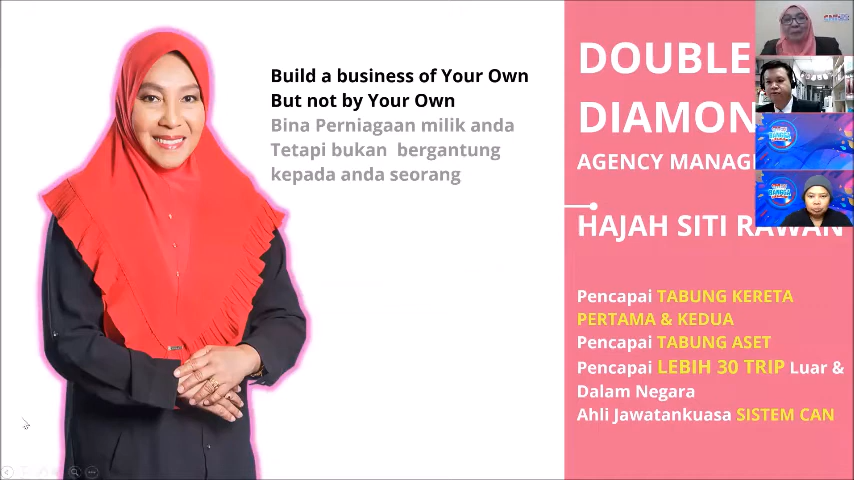 Build a business of Your Own
But not by Your Own
Bina Perniagaan milik anda
Tetapi bukan bergantung
kepada anda seorang
DOUBLE
DIAMON
AGENCY MANAG
HAJAH SITI RAWAN
Pencapai TABUNG KERETA
PERTAMA & KEDUA
Pencapai TABUNG ASET
Pencapai LEBIH 30 TRIP Luar &
Dalam Negara
Ahli Jawatankuasa SISTEM CAN